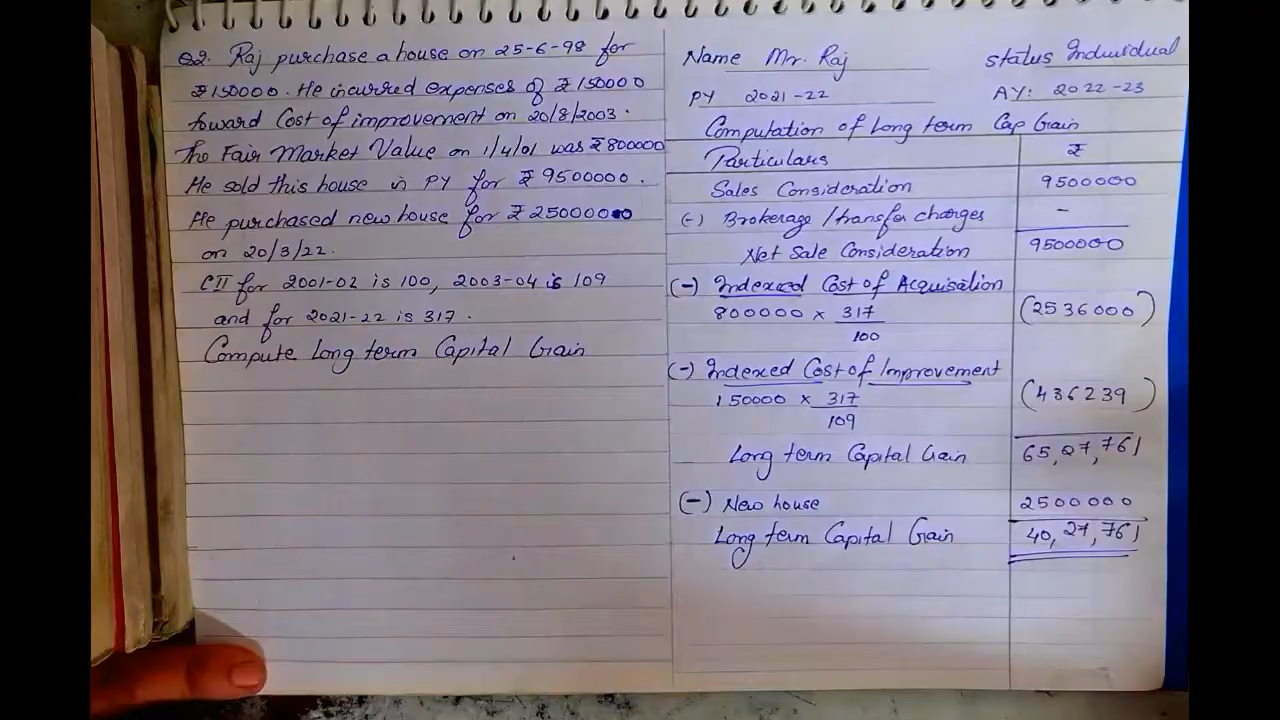 Q2. Raj purchase a house on 25-6-98 for
₹150000. He incurred expenses of ₹150000
toward Cost of improvement on 20/8/2003.
The Fair Market Value on 1/4/01 was ₹800000
He sold this house in PY for ₹9500000.
He purchased new house for ₹2500000
on 20/3/22.
CII for 2001-02 is 100, 2003-04 is 109
and for 2021-22 is 317.
Compute Long term Capital Gain
Name Mr. Raj Status Individual
PY 2021-22 AY: 2022-23
Computation of Long term Cap Gain
Particulars ₹
Sales Consideration 9500000
(-) Brokerage/transfer charges -
Net Sale Consideration 9500000
(-) Indexed Cost of Acquisation
800000 × 317 (2536000)
100
(-) Indexed Cost of Improvement
150000 × 317 (436239)
109
Long term Capital Gain 65,27,761
(-) New house 2500000
Long term Capital Gain 40,27,761